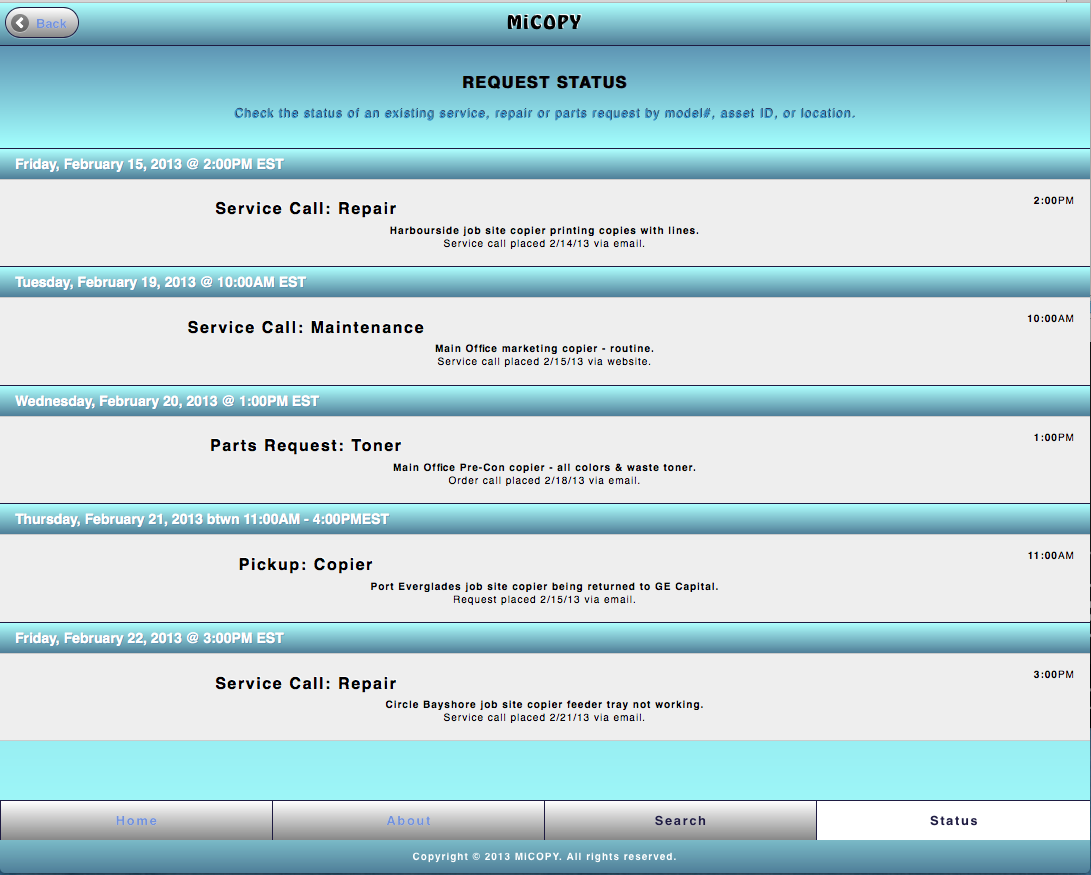 Back
MiCOPY
REQUEST STATUS
Check the status of an existing service, repair or parts request by model#, asset ID, or location.
Friday, February 15, 2013 @ 2:00PM EST
Service Call: Repair
2:00PM
Harbourside job site copier printing copies with lines.
Service call placed 2/14/13 via email.
Tuesday, February 19, 2013 @ 10:00AM EST
Service Call: Maintenance
10:00AM
Main Office marketing copier - routine.
Service call placed 2/15/13 via website.
Wednesday, February 20, 2013 @ 1:00PM EST
Parts Request: Toner
1:00PM
Main Office Pre-Con copier - all colors & waste toner.
Order call placed 2/18/13 via email.
Thursday, February 21, 2013 btwn 11:00AM - 4:00PMEST
Pickup: Copier
11:00AM
Port Everglades job site copier being returned to GE Capital.
Request placed 2/15/13 via email.
Friday, February 22, 2013 @ 3:00PM EST
Service Call: Repair
3:00PM
Circle Bayshore job site copier feeder tray not working.
Service call placed 2/21/13 via email.
Home
About
Search
Status
Copyright © 2013 MiCOPY. All rights reserved.